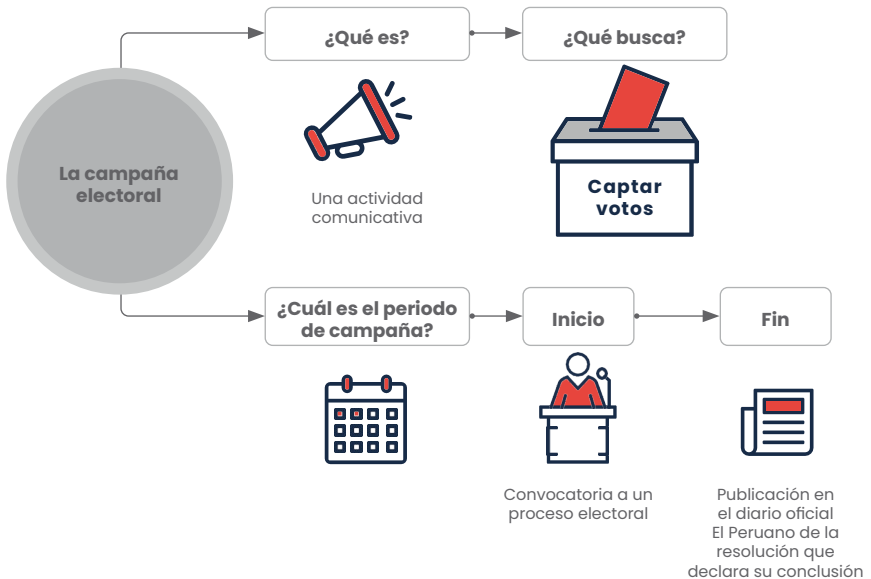 La campaña
electoral
¿Qué es?
Una actividad
comunicativa
¿Qué busca?
Captar
votos
¿Cuál es el periodo
de campaña?
Inicio
Convocatoria a un
proceso electoral
Fin
Publicación en
el diario oficial
El Peruano de la
resolución que
declara su conclusión